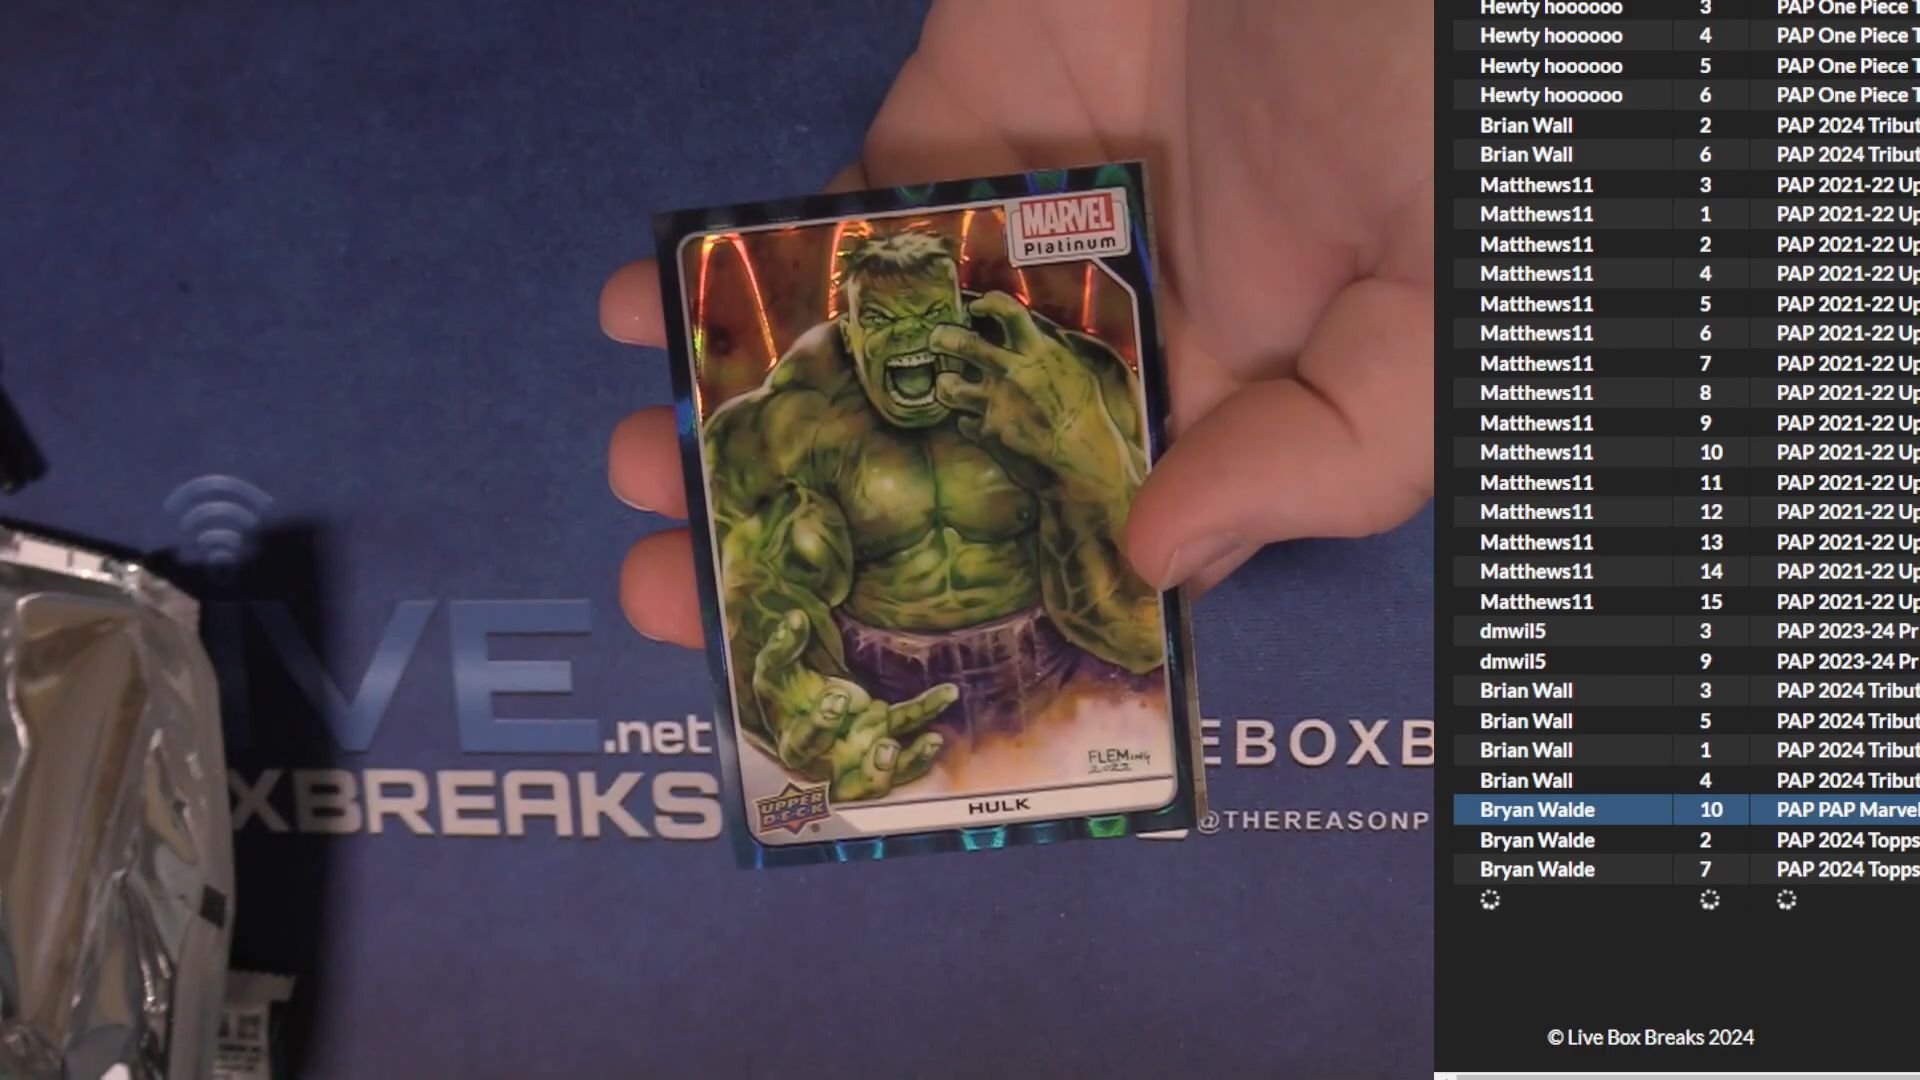 MARVEL
Platinum
FLEMING
2022
UPPER
D.E.C.K
HULK
IVE
.net
XBREAKS
EBOXB
@THEREASONP
Hewty hoooooo 3 PAP One Piece T
Hewty hoooooo 4 PAP One Piece T
Hewty hoooooo 5 PAP One Piece T
Hewty hoooooo 6 PAP One Piece T
Brian Wall 2 PAP 2024 Tribut
Brian Wall 6 PAP 2024 Tribut
Matthews11 3 PAP 2021-22 Up
Matthews11 1 PAP 2021-22 Up
Matthews11 2 PAP 2021-22 Up
Matthews11 4 PAP 2021-22 Up
Matthews11 5 PAP 2021-22 Up
Matthews11 6 PAP 2021-22 Up
Matthews11 7 PAP 2021-22 Up
Matthews11 8 PAP 2021-22 Up
Matthews11 9 PAP 2021-22 Up
Matthews11 10 PAP 2021-22 Up
Matthews11 11 PAP 2021-22 Up
Matthews11 12 PAP 2021-22 Up
Matthews11 13 PAP 2021-22 Up
Matthews11 14 PAP 2021-22 Up
Matthews11 15 PAP 2021-22 Up
dmwil5 3 PAP 2023-24 Pr
dmwil5 9 PAP 2023-24 Pr
Brian Wall 3 PAP 2024 Tribut
Brian Wall 5 PAP 2024 Tribut
Brian Wall 1 PAP 2024 Tribut
Brian Wall 4 PAP 2024 Tribut
Bryan Walde 10 PAP PAP Marvel
Bryan Walde 2 PAP 2024 Topps
Bryan Walde 7 PAP 2024 Topps
© Live Box Breaks 2024